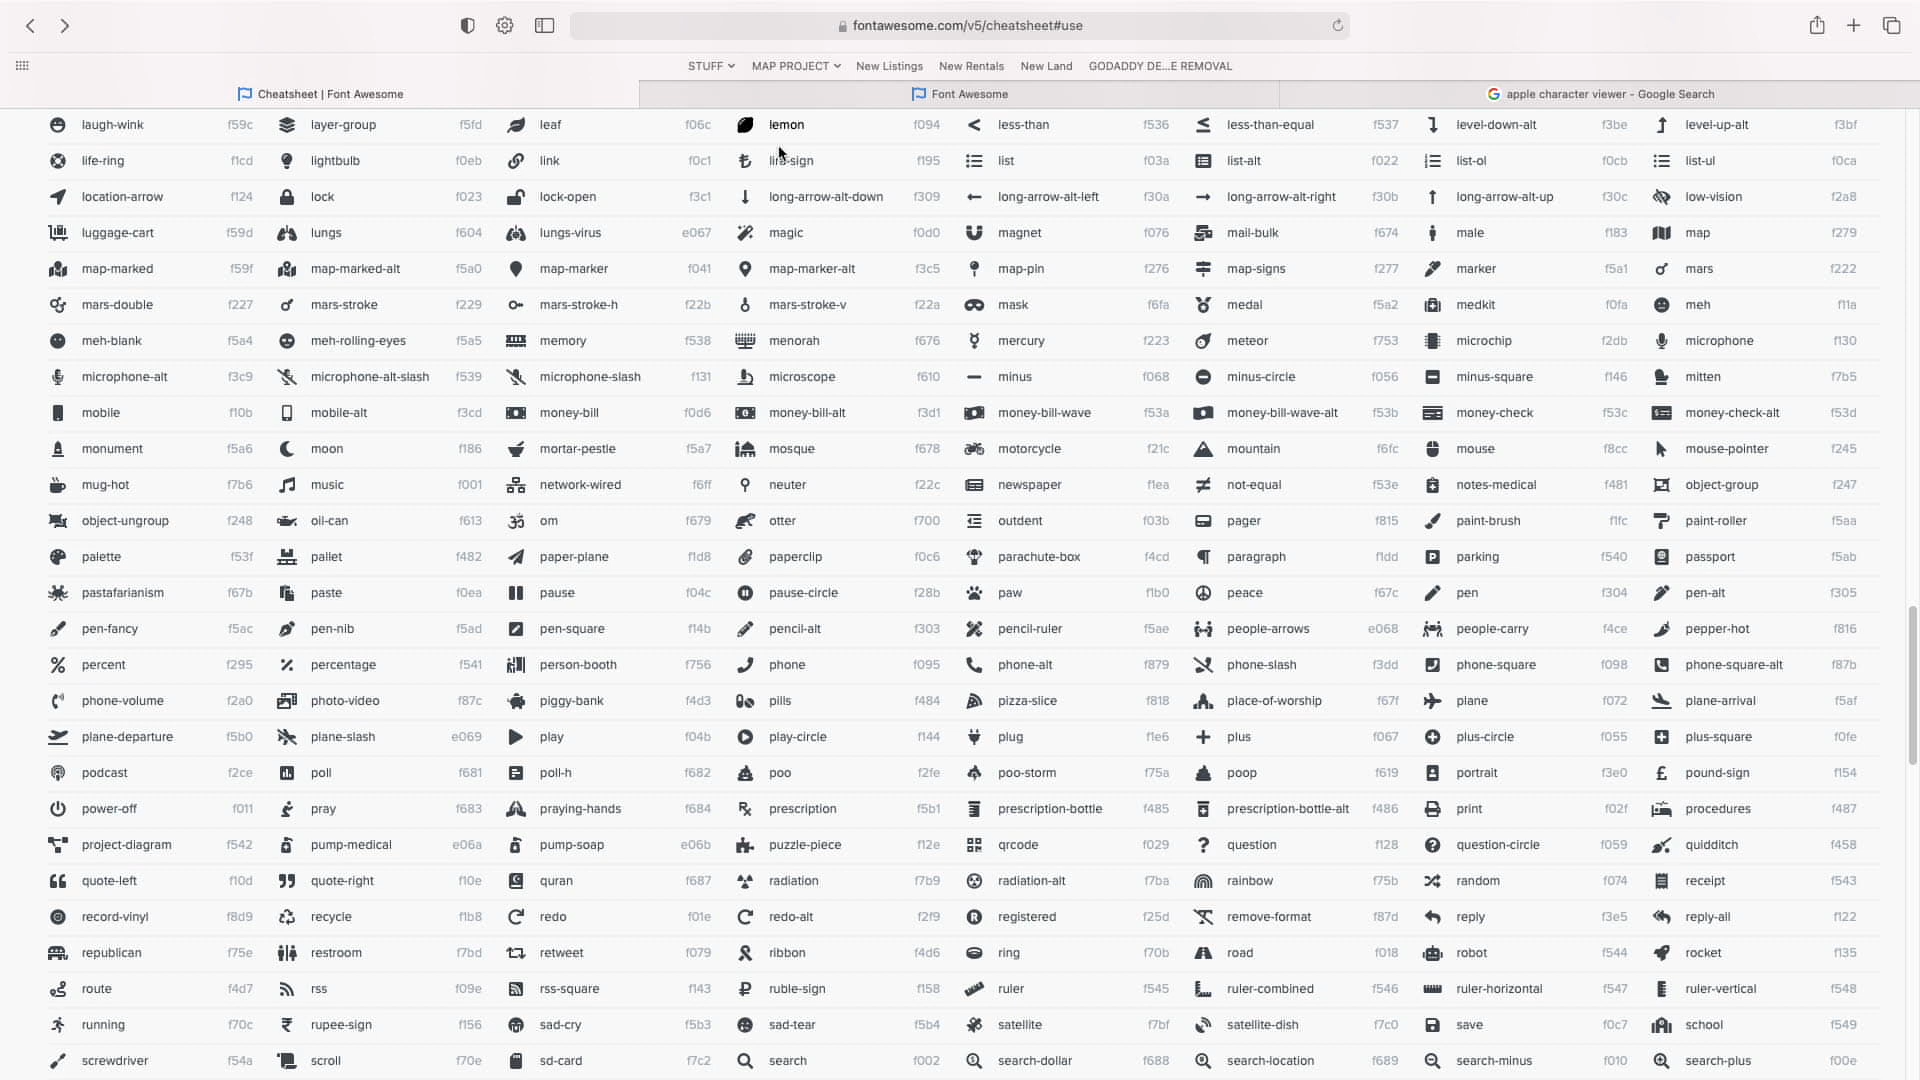 fontawesome.com/v5/cheatsheet#use
STUFF MAP PROJECT New Listings New Rentals New Land GODADDY DE...E REMOVAL
Cheatsheet | Font Awesome Font Awesome apple character viewer - Google Search
laugh-wink f59c layer-group f5fd leaf f06c lemon f094 less-than f536 less-than-equal f537 level-down-alt f3be level-up-alt f3bf
life-ring f1cd lightbulb f0eb link f0c1 lira-sign f195 list f03a list-alt f022 list-ol f0cb list-ul f0ca
location-arrow f124 lock f023 lock-open f3c1 long-arrow-alt-down f309 long-arrow-alt-left f30a long-arrow-alt-right f30b long-arrow-alt-up f30c low-vision f2a8
luggage-cart f59d lungs f604 lungs-virus e067 magic f0d0 magnet f076 mail-bulk f674 male f183 map f279
map-marked f59f map-marked-alt f5a0 map-marker f041 map-marker-alt f3c5 map-pin f276 map-signs f277 marker f5a1 mars f222
mars-double f227 mars-stroke f229 mars-stroke-h f22b mars-stroke-v f22a mask f6fa medal f5a2 medkit f0fa meh f11a
meh-blank f5a4 meh-rolling-eyes f5a5 memory f538 menorah f676 mercury f223 meteor f753 microchip f2db microphone f130
microphone-alt f3c9 microphone-alt-slash f539 microphone-slash f131 microscope f610 minus f068 minus-circle f056 minus-square f146 mitten f7b5
mobile f10b mobile-alt f3cd money-bill f0d6 money-bill-alt f3d1 money-bill-wave f53a money-bill-wave-alt f53b money-check f53c money-check-alt f53d
monument f5a6 moon f186 mortar-pestle f5a7 mosque f678 motorcycle f21c mountain f6fc mouse f8cc mouse-pointer f245
mug-hot f7b6 music f001 network-wired f6ff neuter f22c newspaper f1ea not-equal f53e notes-medical f481 object-group f247
object-ungroup f248 oil-can f613 om f679 otter f700 outdent f03b pager f815 paint-brush f1fc paint-roller f5aa
palette f53f pallet f482 paper-plane f1d8 paperclip f0c6 parachute-box f4cd paragraph f1dd parking f540 passport f5ab
pastafarianism f67b paste f0ea pause f04c pause-circle f28b paw f1b0 peace f67c pen f304 pen-alt f305
pen-fancy f5ac pen-nib f5ad pen-square f14b pencil-alt f303 pencil-ruler f5ae people-arrows e068 people-carry f4ce pepper-hot f816
percent f295 percentage f541 person-booth f756 phone f095 phone-alt f879 phone-slash f3dd phone-square f098 phone-square-alt f87b
phone-volume f2a0 photo-video f87c piggy-bank f4d3 pills f484 pizza-slice f818 place-of-worship f67f plane f072 plane-arrival f5af
plane-departure f5b0 plane-slash e069 play f04b play-circle f144 plug f1e6 plus f067 plus-circle f055 plus-square f0fe
podcast f2ce poll f681 poll-h f682 poo f2fe poo-storm f75a poop f619 portrait f3e0 pound-sign f154
power-off f011 pray f683 praying-hands f684 prescription f5b1 prescription-bottle f485 prescription-bottle-alt f486 print f02f procedures f487
project-diagram f542 pump-medical e06a pump-soap e06b puzzle-piece f12e qrcode f029 question f128 question-circle f059 quidditch f458
quote-left f10d quote-right f10e quran f687 radiation f7b9 radiation-alt f7ba rainbow f75b random f074 receipt f543
record-vinyl f8d9 recycle f1b8 redo f01e redo-alt f2f9 registered f25d remove-format f87d reply f3e5 reply-all f122
republican f75e restroom f7bd retweet f079 ribbon f4d6 ring f70b road f018 robot f544 rocket f135
route f4d7 rss f09e rss-square f143 ruble-sign f158 ruler f545 ruler-combined f546 ruler-horizontal f547 ruler-vertical f548
running f70c rupee-sign f156 sad-cry f5b3 sad-tear f5b4 satellite f7bf satellite-dish f7c0 save f0c7 school f549
screwdriver f54a scroll f70e sd-card f7c2 search f002 search-dollar f688 search-location f689 search-minus f010 search-plus f00e